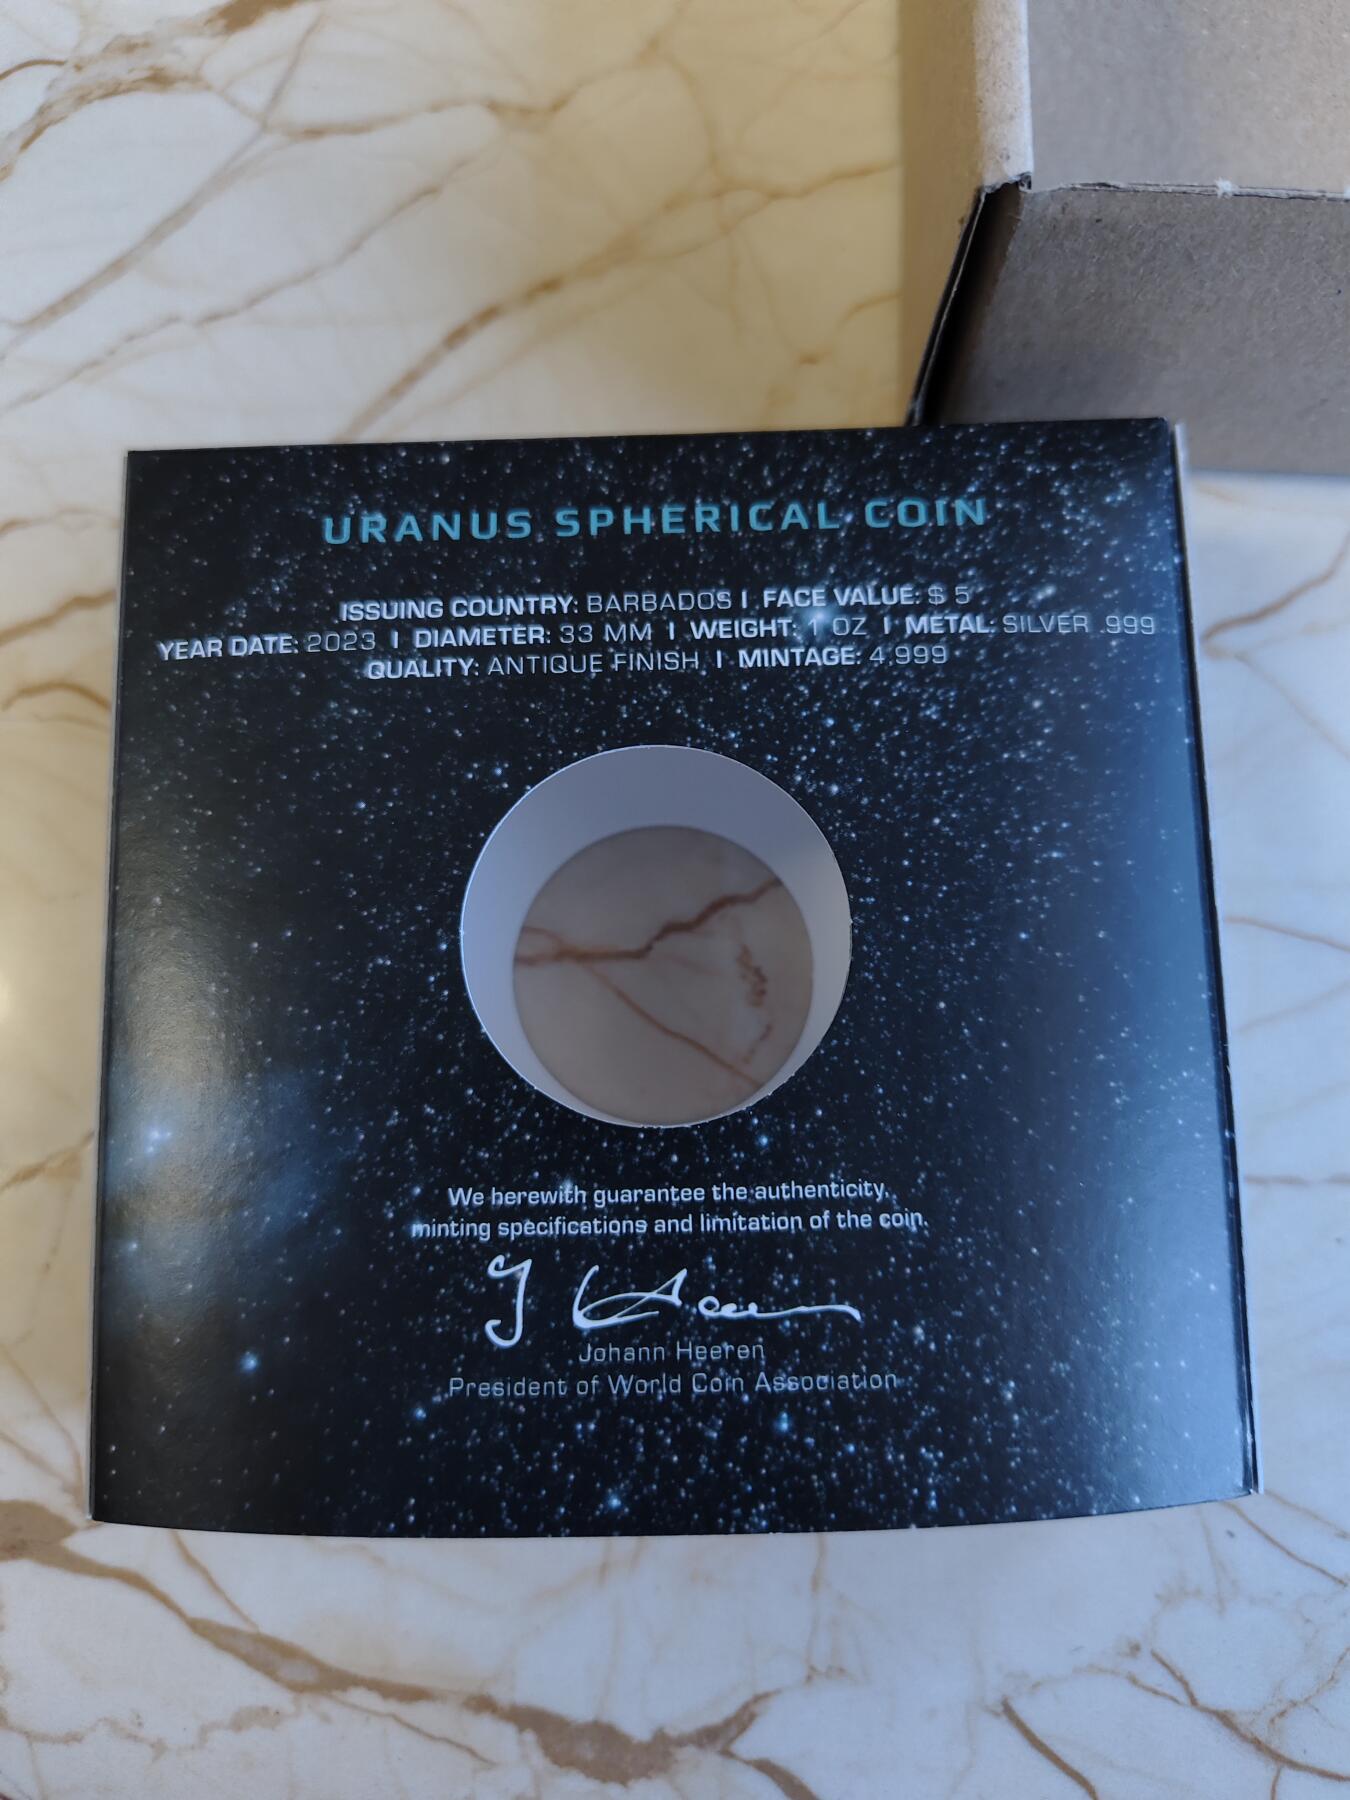 URANUS SPHERICAL COIN
ISSUING COUNTRY: BARBADOS I FACE VALUE: $ 5
YEAR DATE: 2023 I DIAMETER: 33 MM I WEIGHT: 1 OZ I METAL: SILVER .999
QUALITY: ANTIQUE FINISH I MINTAGE: 4,999
We herewith guarantee the authenticity,
minting specifications and limitation of the coin.
J Heeren
Johann Heeren
President of World Coin Association